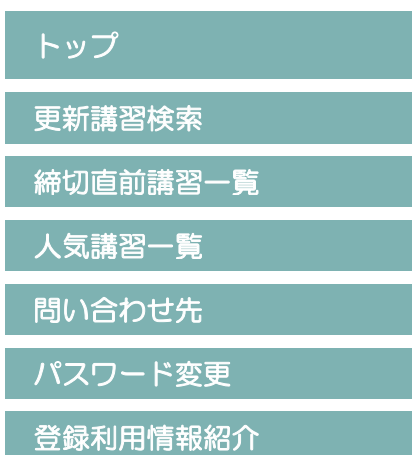 トップ
更新講習検索
締切直前講習一覧
人気講習一覧
問い合わせ先
パスワード変更
登録利用情報紹介